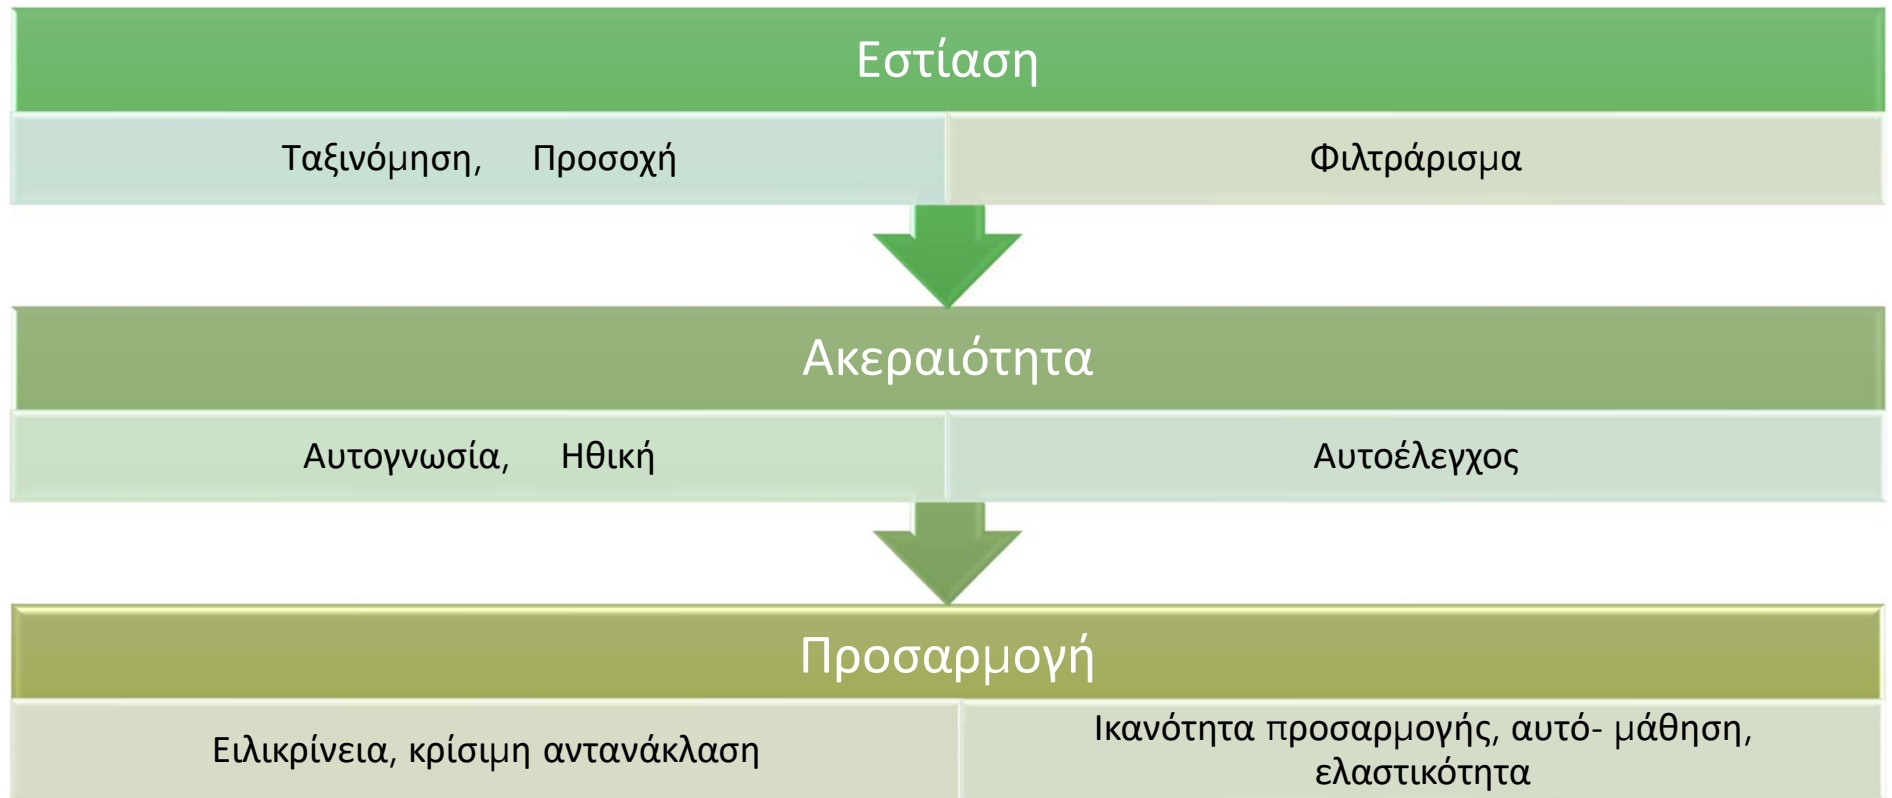 Εστίαση
Ταξινόμηση, Προσοχή
Φιλτράρισμα
Ακεραιότητα
Αυτογνωσία, Ηθική
Αυτοέλεγχος
Προσαρμογή
Ειλικρίνεια, κρίσιμη αντανάκλαση
Ικανότητα προσαρμογής, αυτό- μάθηση,
ελαστικότητα